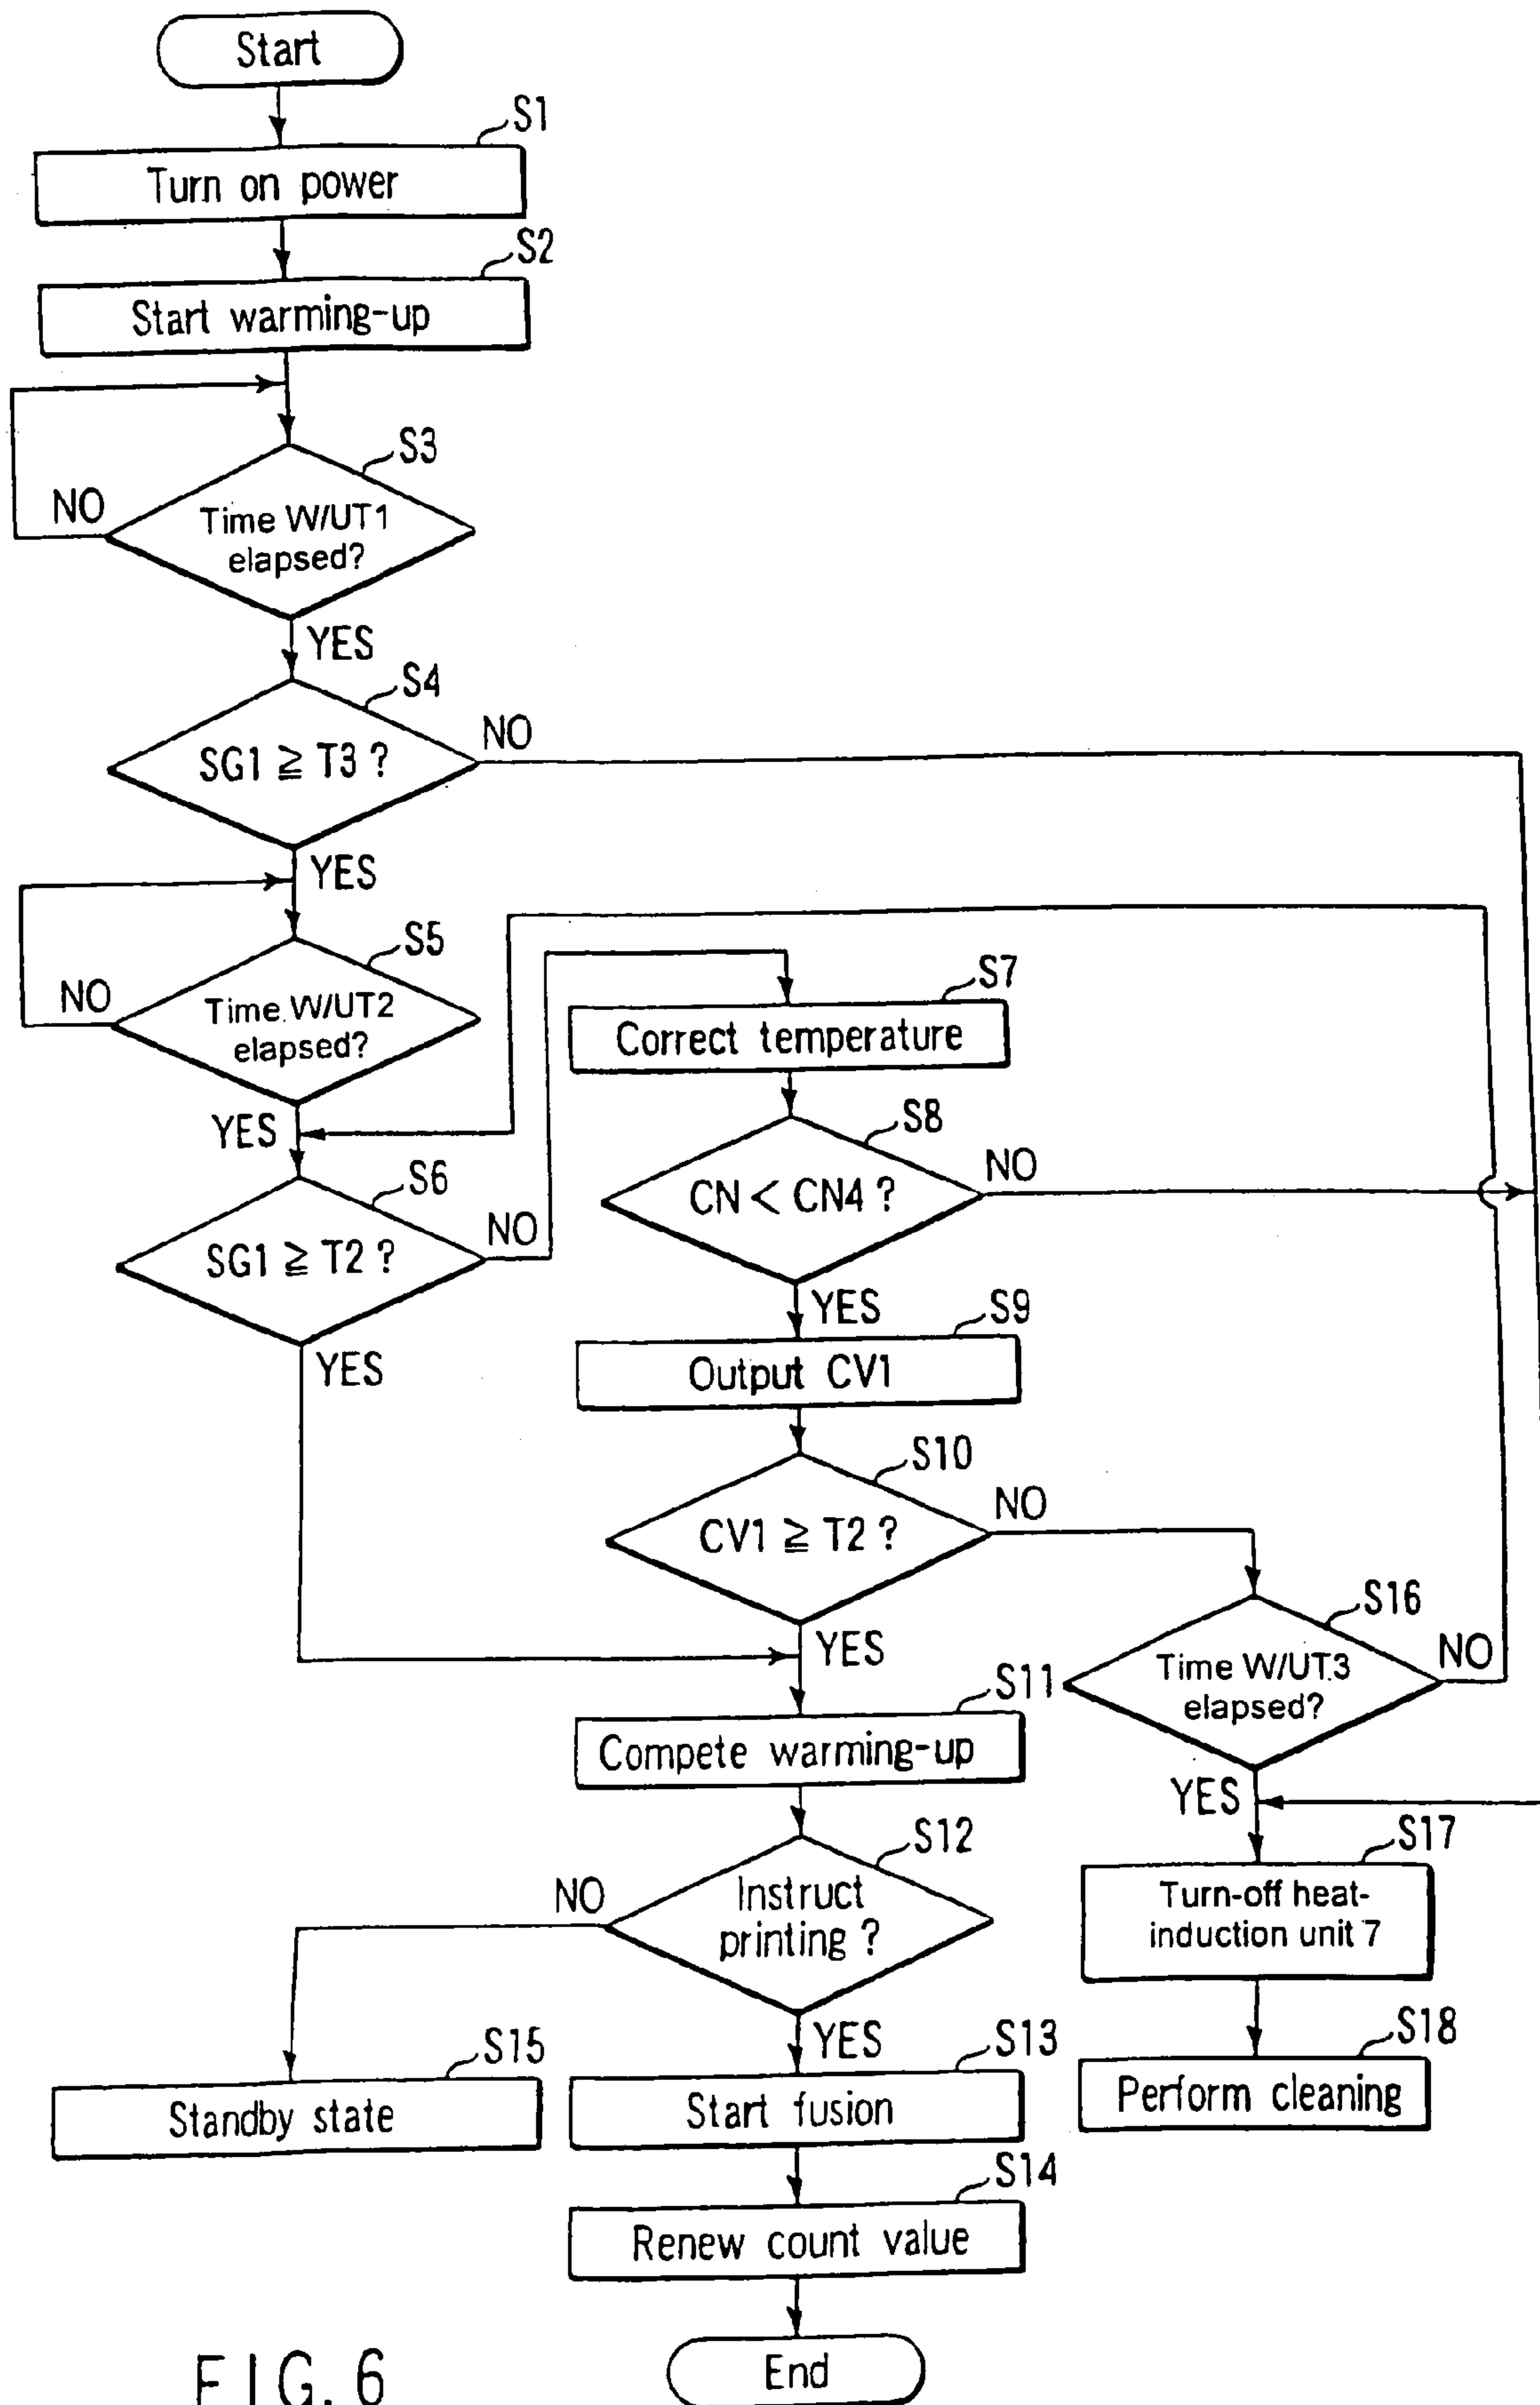 Start
S1
Turn on power
S2
Start warming-up
S3
NO
Time W/UT1
elapsed?
YES
S4
NO
SG1 ≧ T3 ?
YES
S5
NO
Time W/UT2
elapsed?
YES
S6
NO
SG1 ≧ T2 ?
YES
S7
Correct temperature
S8
NO
CN < CN4 ?
YES
S9
Output CV1
S10
NO
CV1 ≧ T2 ?
YES
S16
NO
Time W/UT3
elapsed?
YES
S11
Compete warming-up
S12
NO
Instruct
printing ?
YES
S17
Turn-off heat-
induction unit 7
S18
Perform cleaning
S15
Standby state
S13
Start fusion
S14
Renew count value
End
FIG. 6